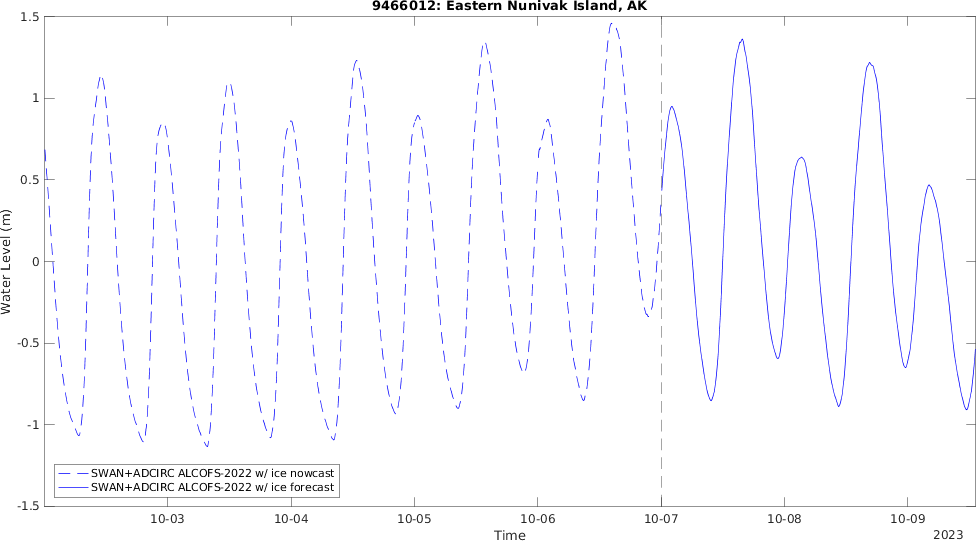 9466012: Eastern Nunivak Island, AK
1.5
1
0.5
0
-0.5
-1
-1.5
Water Level (m)
SWAN+ADCIRC ALCOFS-2022 w/ ice nowcast
SWAN+ADCIRC ALCOFS-2022 w/ ice forecast
10-03 10-04 10-05 10-06 10-07 10-08 10-09
Time
2023